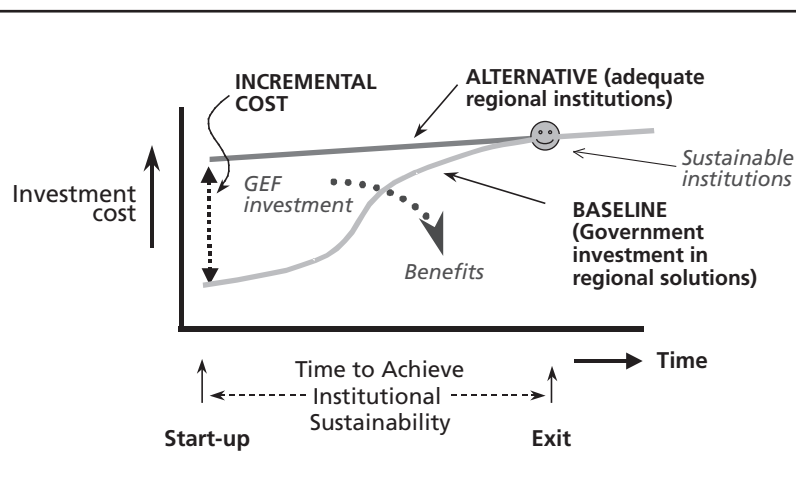 INCREMENTAL
COST
ALTERNATIVE (adequate
regional institutions)
Investment
cost
GEF
investment
Sustainable
institutions
BASELINE
(Government
investment in
regional solutions)
Benefits
Time
Time to Achieve
Institutional
Sustainability
Start-up
Exit